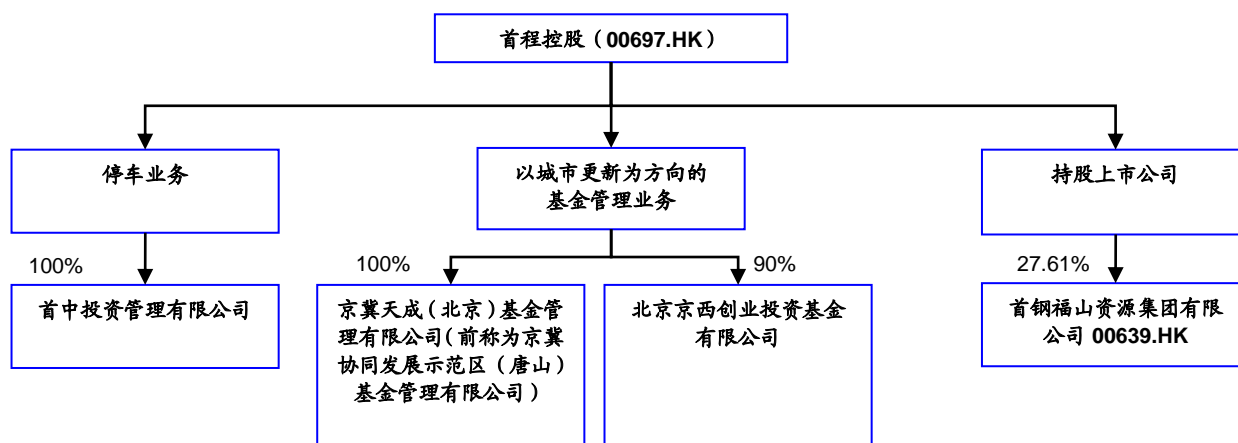 首程控股（00697.HK）
停车业务
以城市更新为方向的
基金管理业务
持股上市公司
100%
100%
90%
27.61%
首中投资管理有限公司
京冀天成（北京）基金管
理有限公司（前称为京冀
协同发展示范区（唐山）
基金管理有限公司）
北京京西创业投资基金
有限公司
首钢福山资源集团有限
公司 00639.HK